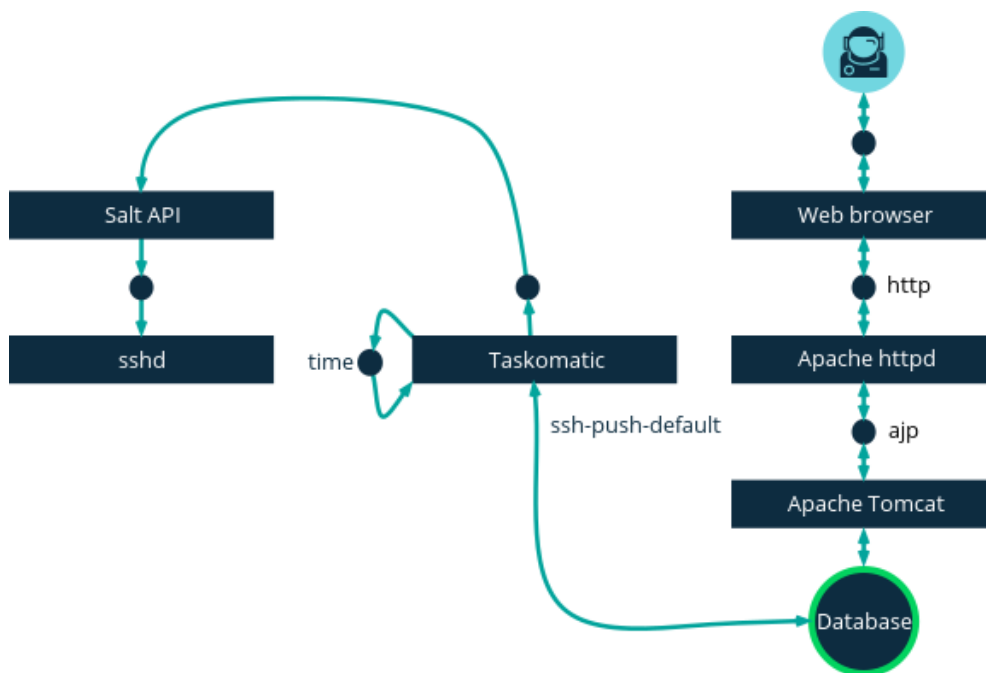 Salt API
Web browser
http
sshd
time
Taskomatic
Apache httpd
ssh-push-default
ajp
Apache Tomcat
Database